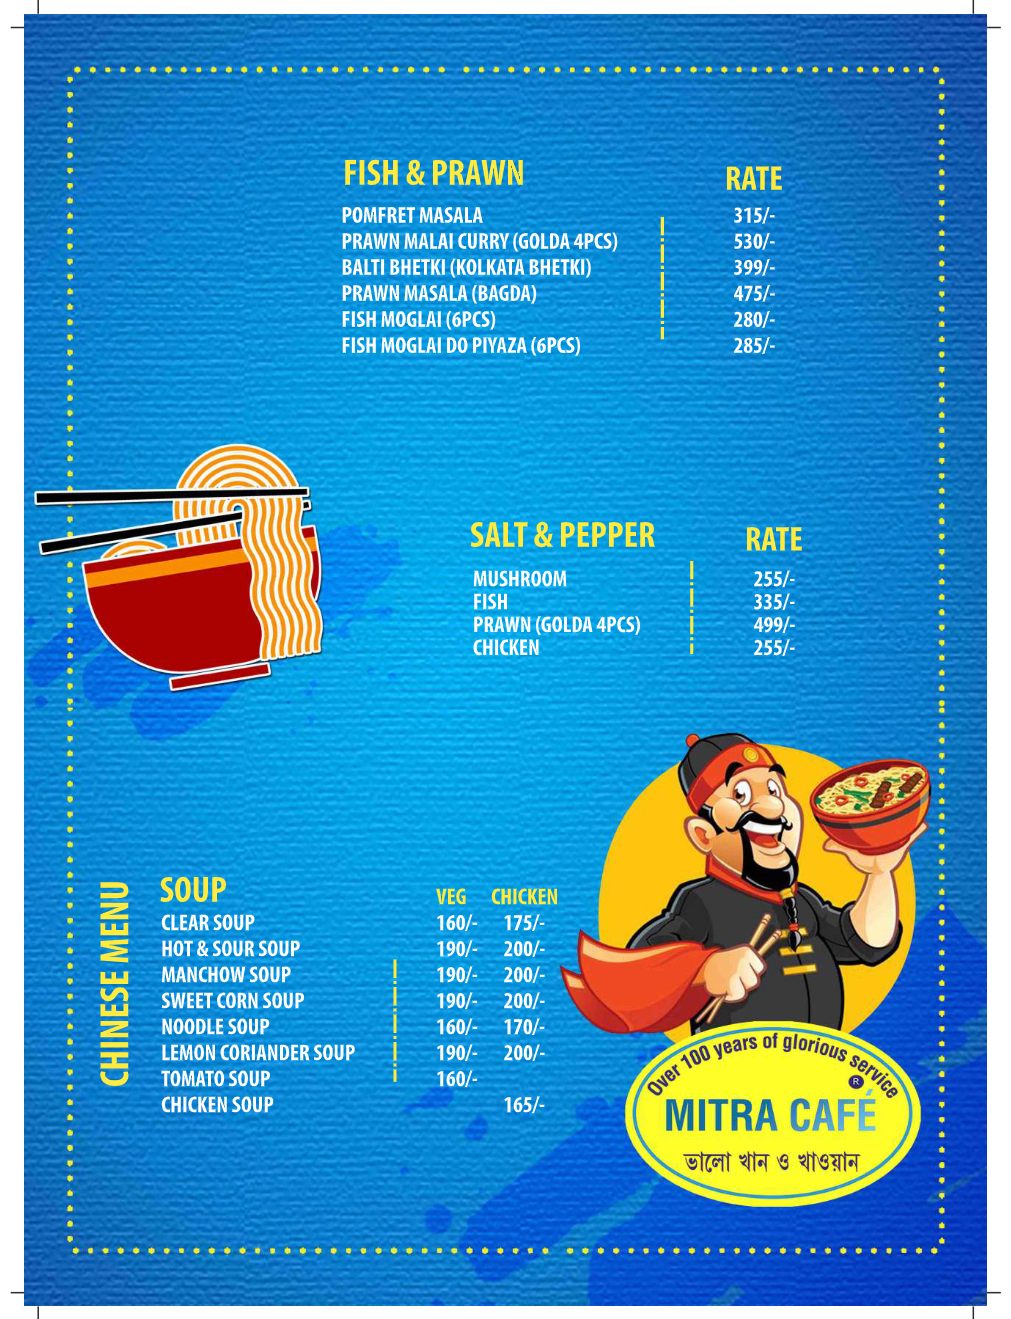 FISH & PRAWN RATE
POMFRET MASALA 315/-
PRAWN MALAI CURRY (GOLDA 4PCS) 530/-
BALTI BHETKI (KOLKATA BHETKI) 399/-
PRAWN MASALA (BAGDA) 475/-
FISH MOGLAI (6PCS) 280/-
FISH MOGLAI DO PIYAZA (6PCS) 285/-
SALT & PEPPER RATE
MUSHROOM 255/-
FISH 335/-
PRAWN (GOLDA 4PCS) 499/-
CHICKEN 255/-
CHINESE MENU
SOUP VEG CHICKEN
CLEAR SOUP 160/- 175/-
HOT & SOUR SOUP 190/- 200/-
MANCHOW SOUP 190/- 200/-
SWEET CORN SOUP 190/- 200/-
NOODLE SOUP 160/- 170/-
LEMON CORIANDER SOUP 190/- 200/-
TOMATO SOUP 160/-
CHICKEN SOUP 165/-
Over 100 years of glorious service
®
MITRA CAFÉ
ভালো খান ও খাওয়ান